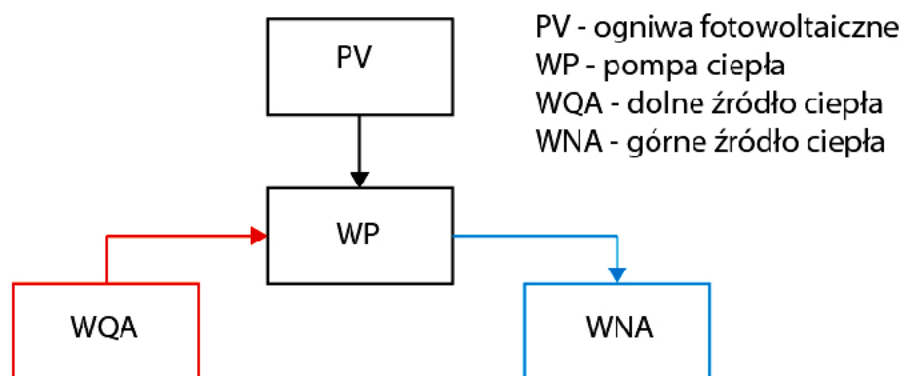 PV
PV - ogniwa fotowoltaiczne
WP - pompa ciepła
WQA - dolne źródło ciepła
WNA - górne źródło ciepła
WP
WQA
WNA